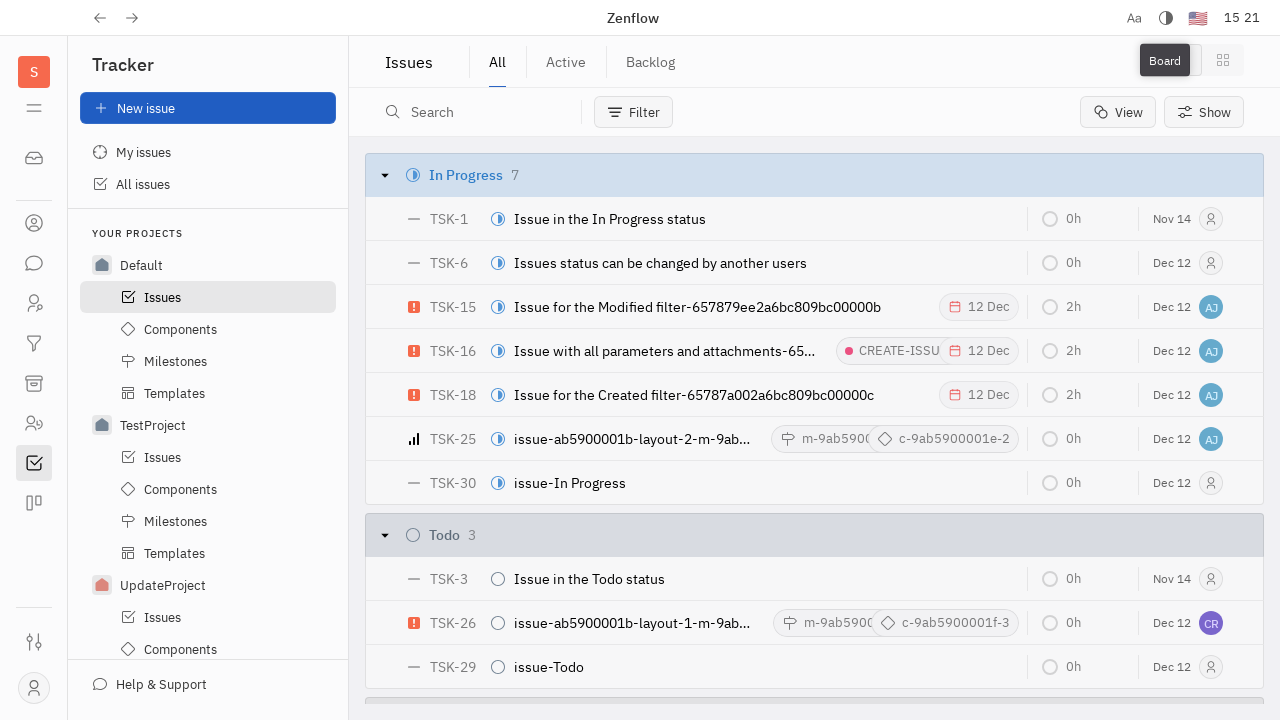 Zenflow
Aa
15 21
S
Tracker
New issue
My issues
All issues
YOUR PROJECTS
Default
Issues
Components
Milestones
Templates
TestProject
Issues
Components
Milestones
Templates
UpdateProject
Issues
Components
Help & Support
Issues
All
Active
Backlog
Board
Search
Filter
View
Show
In Progress 7
TSK-1 Issue in the In Progress status 0h Nov 14
TSK-6 Issues status can be changed by another users 0h Dec 12
TSK-15 Issue for the Modified filter-657879ee2a6bc809bc00000b 12 Dec 2h Dec 12 AJ
TSK-16 Issue with all parameters and attachments-65... CREATE-ISSU 12 Dec 2h Dec 12 AJ
TSK-18 Issue for the Created filter-65787a002a6bc809bc00000c 12 Dec 2h Dec 12 AJ
TSK-25 issue-ab5900001b-layout-2-m-9ab... m-9ab5900 c-9ab5900001e-2 0h Dec 12 AJ
TSK-30 issue-In Progress 0h Dec 12
Todo 3
TSK-3 Issue in the Todo status 0h Nov 14
TSK-26 issue-ab5900001b-layout-1-m-9ab... m-9ab590( c-9ab5900001f-3 0h Dec 12 CR
TSK-29 issue-Todo 0h Dec 12